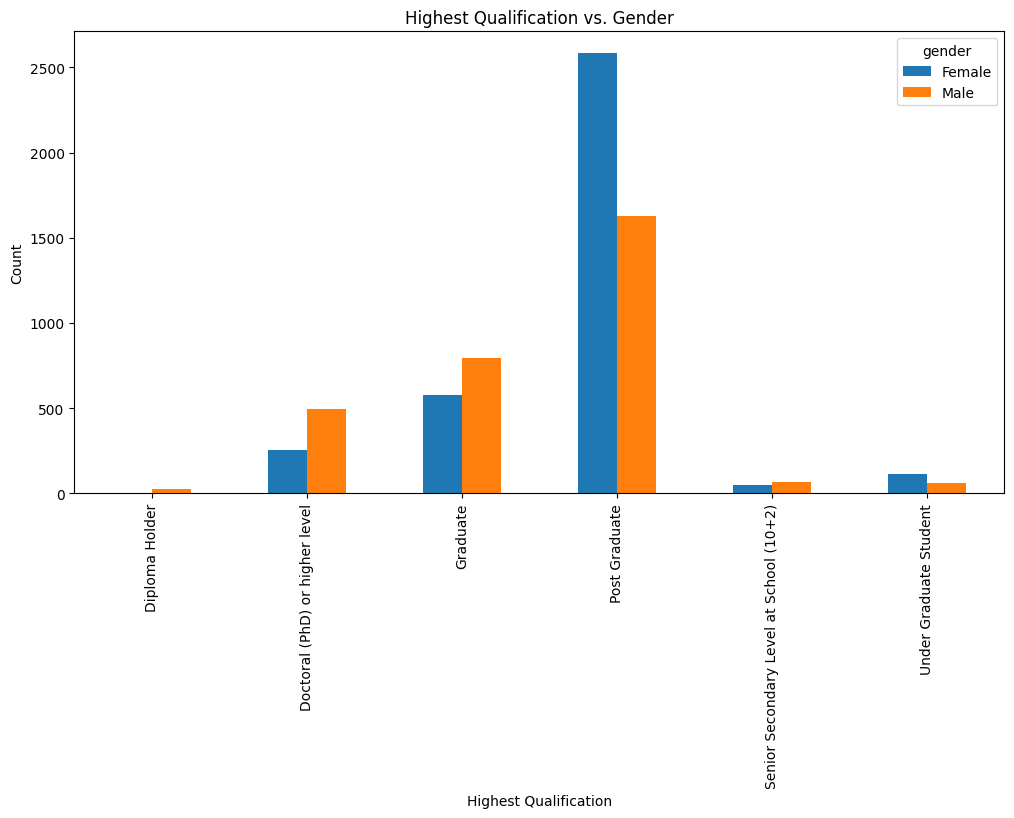 Highest Qualification vs. Gender
gender
Female
Male
Count
2500
2000
1500
1000
500
0
Diploma Holder
Doctoral (PhD) or higher level
Graduate
Post Graduate
Senior Secondary Level at School (10+2)
Under Graduate Student
Highest Qualification